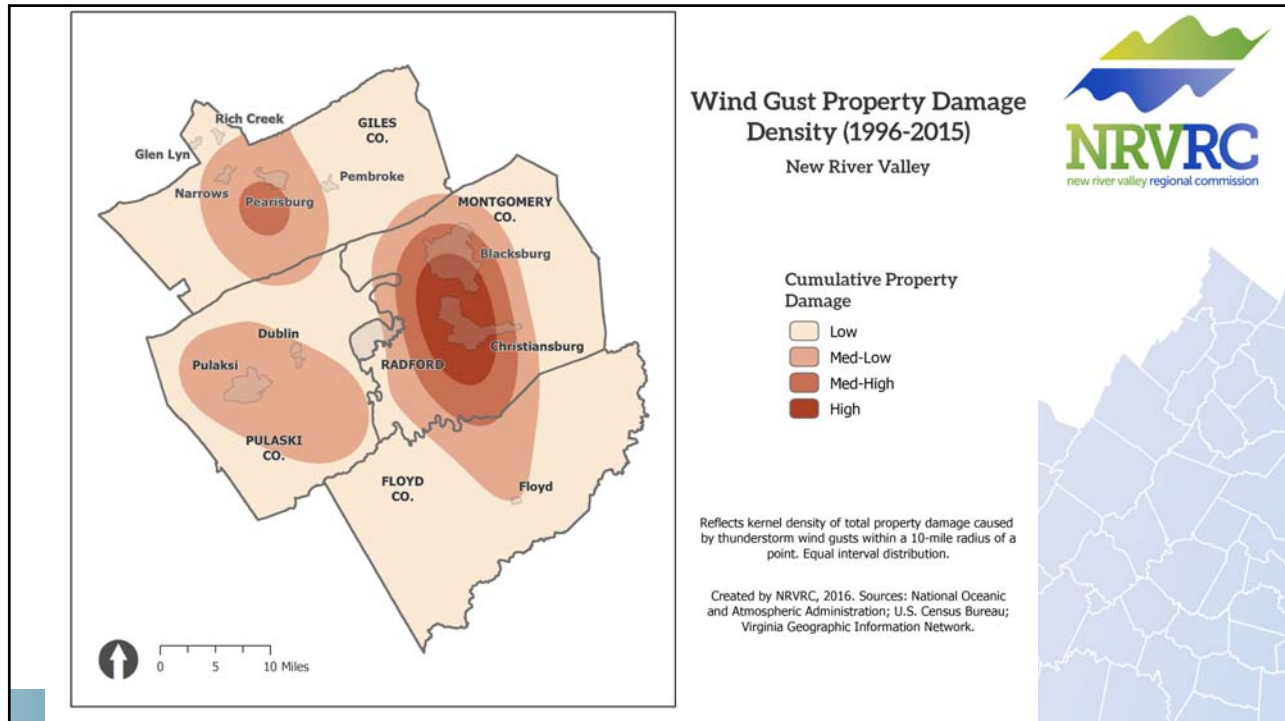 Wind Gust Property Damage
Density (1996-2015)
New River Valley
NRVRC
new river valley regional commission
Rich Creek
GILES
CO.
Glen Lyn
Narrows
Pembroke
Pearisburg
MONTGOMERY
CO.
Blacksburg
Dublin
Pulaksi
RADFORD
Christiansburg
PULASKI
CO.
FLOYD
CO.
Floyd
0 5 10 Miles
Cumulative Property
Damage
Low
Med-Low
Med-High
High
Reflects kernel density of total property damage caused
by thunderstorm wind gusts within a 10-mile radius of a
point. Equal interval distribution.
Created by NRVRC, 2016. Sources: National Oceanic
and Atmospheric Administration; U.S. Census Bureau;
Virginia Geographic Information Network.